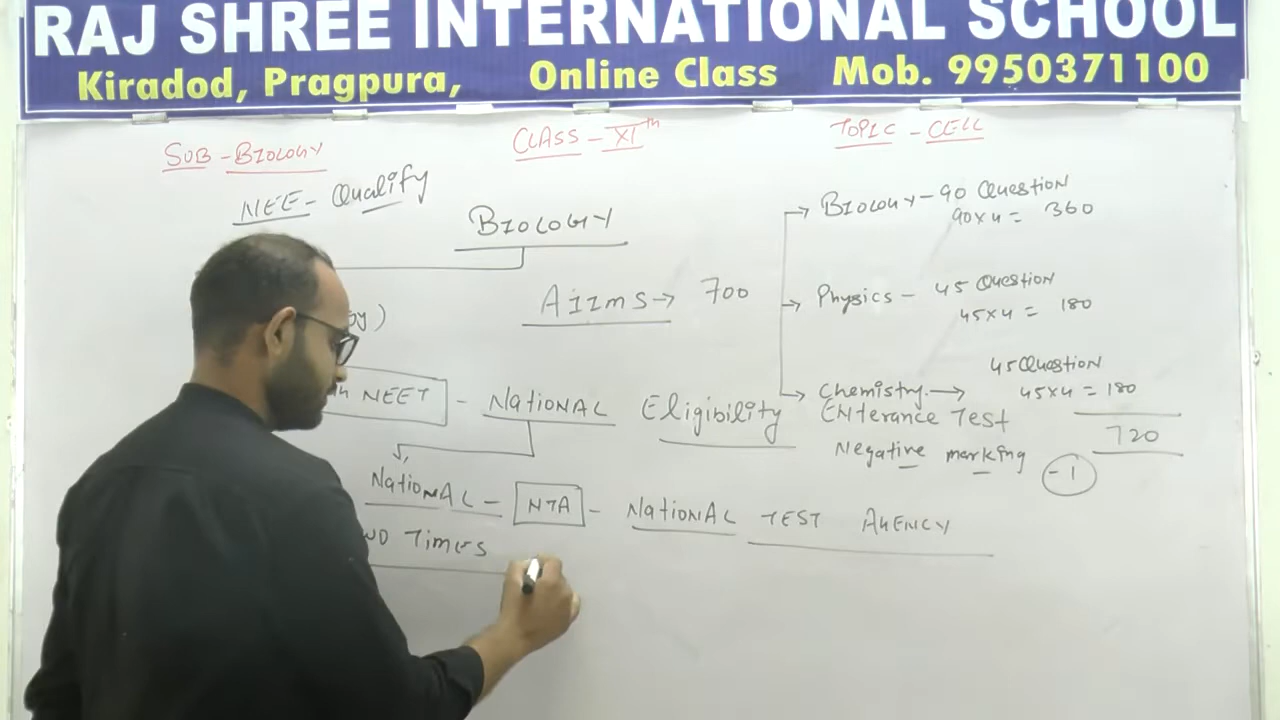 RAJ SHREE INTERNATIONAL SCHOOL
Kiradod, Pragpura, Online Class Mob. 9950371100
SUB - BIOLOGY CLASS - XIth TOPIC - CELL
NEE - Qualify
BIOLOGY
AIIMS → 700
Biology - 90 Question
90x4 = 360
Physics - 45 Question
45x4 = 180
45 Question
Chemistry → 45x4 = 180
NEET - NATIONAL Eligibility ENterance Test
720
Negative marking -1
NATIONAL - NTA - NATIONAL TEST AGENCY
Times